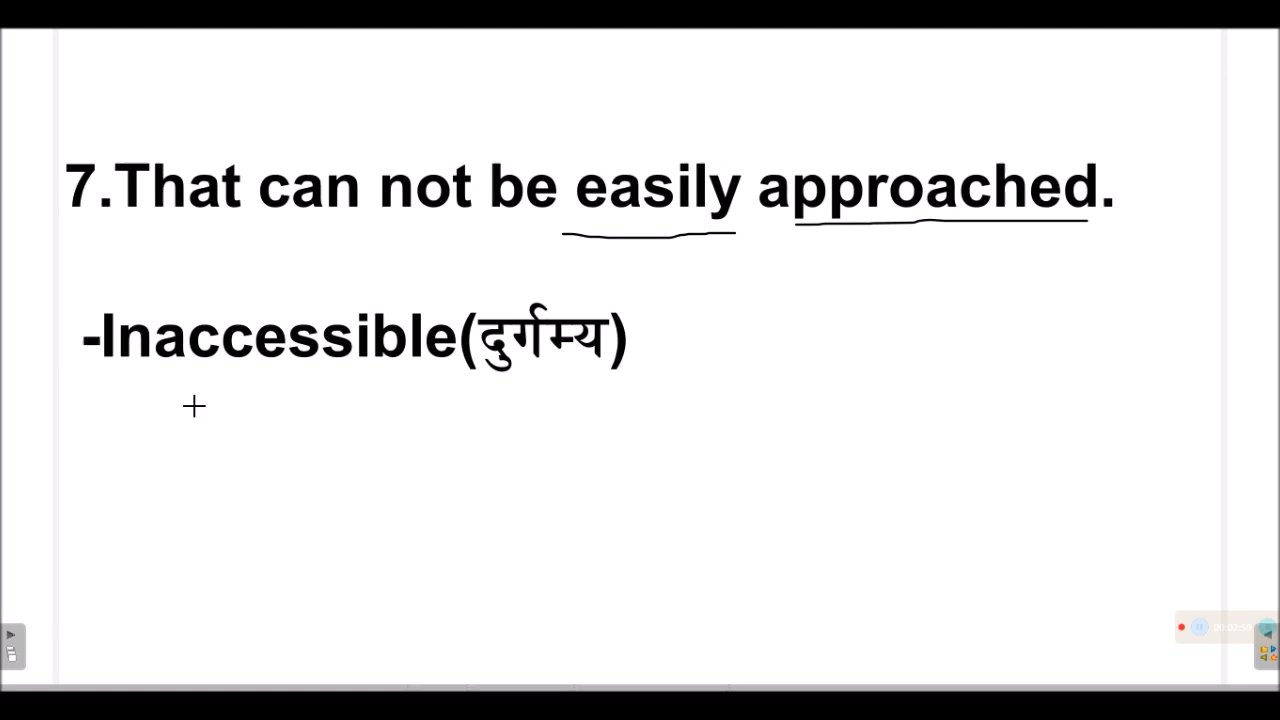 7.That can not be easily approached.
-Inaccessible(दुर्गम्य)